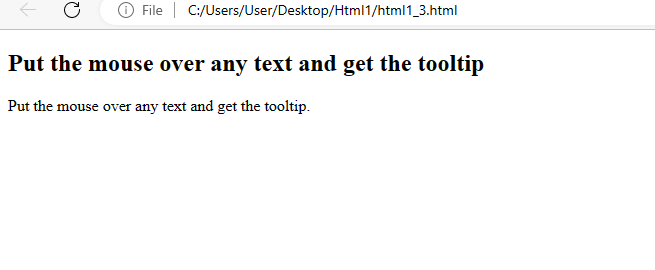 File C:/Users/User/Desktop/Html1/html1_3.html
Put the mouse over any text and get the tooltip
Put the mouse over any text and get the tooltip.